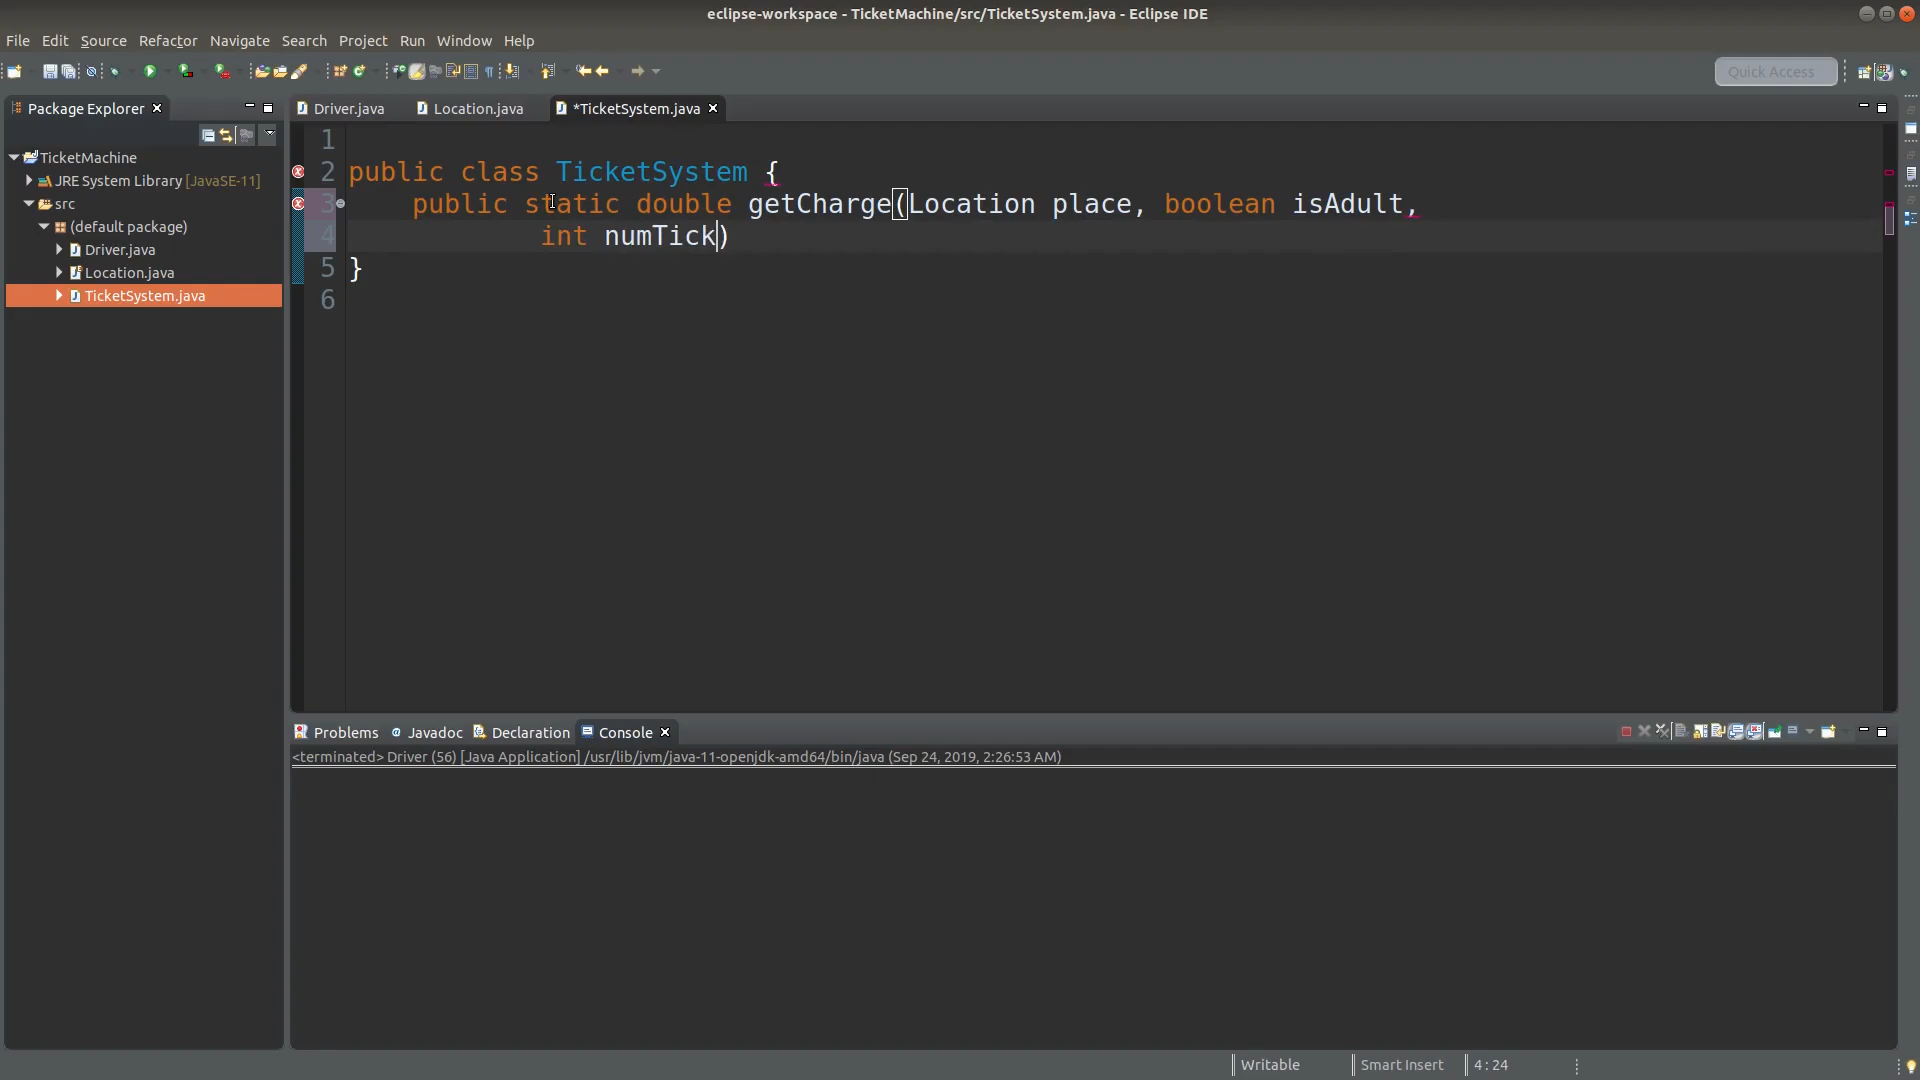 eclipse-workspace - TicketMachine/src/TicketSystem.java - Eclipse IDE
File Edit Source Refactor Navigate Search Project Run Window Help
Quick Access
Package Explorer
Driver.java Location.java *TicketSystem.java
TicketMachine
JRE System Library [JavaSE-11]
src
(default package)
Driver.java
Location.java
TicketSystem.java
1
2 public class TicketSystem {
3 public static double getCharge(Location place, boolean isAdult,
4 int numTick)
5 }
6
Problems Javadoc Declaration Console
<terminated> Driver (56) [Java Application] /usr/lib/jvm/java-11-openjdk-amd64/bin/java (Sep 24, 2019, 2:26:53 AM)
Writable Smart Insert 4 : 24